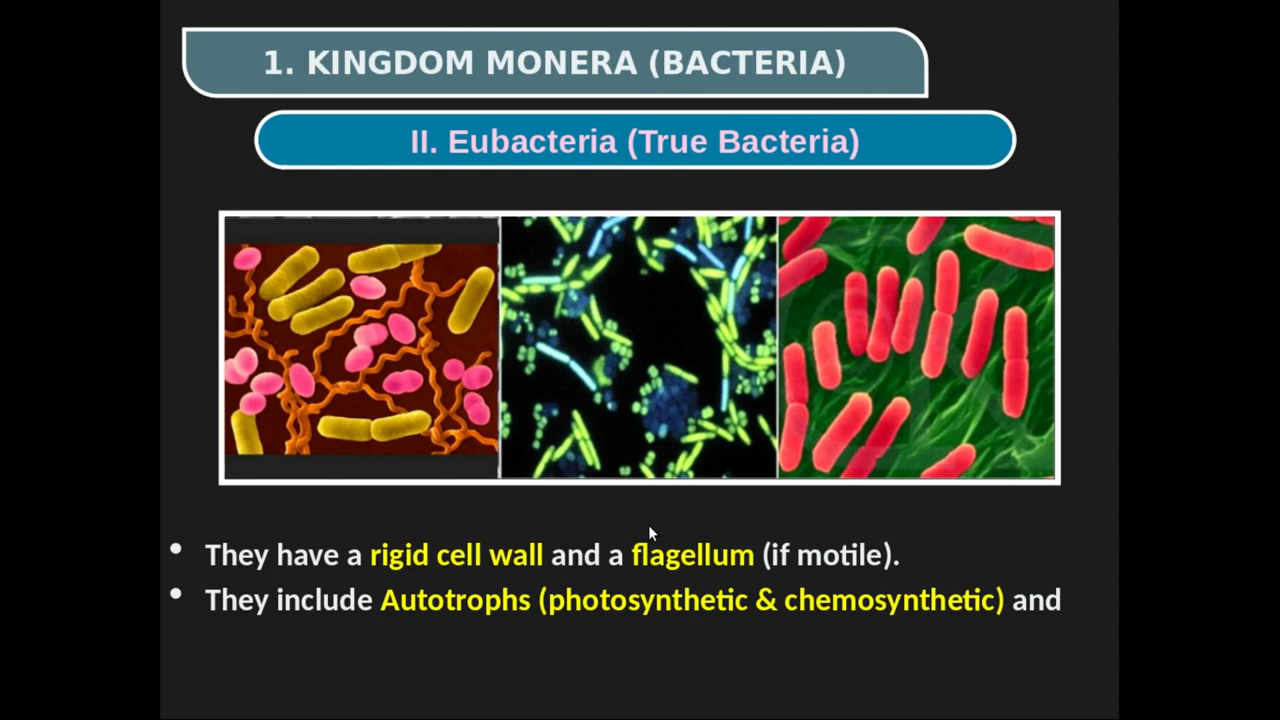 1. KINGDOM MONERA (BACTERIA)
II. Eubacteria (True Bacteria)
• They have a rigid cell wall and a flagellum (if motile).
• They include Autotrophs (photosynthetic & chemosynthetic) and